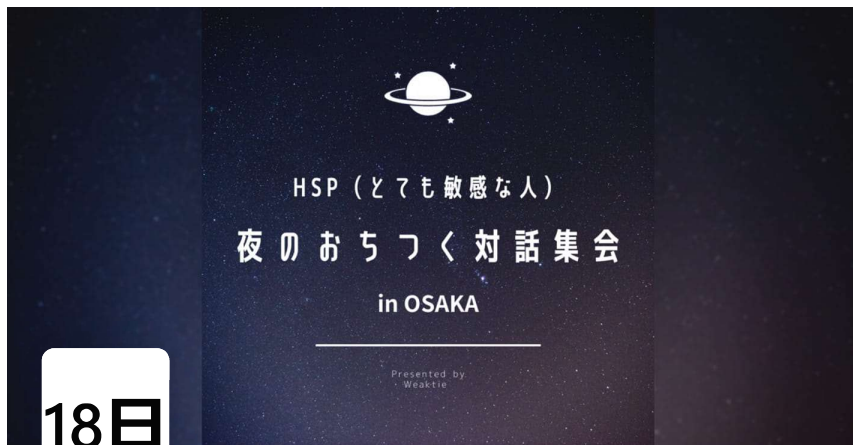 HSP (とても敏感な人)
夜のおちつく対話集会
in OSAKA
Presented by
Weaktie
18日